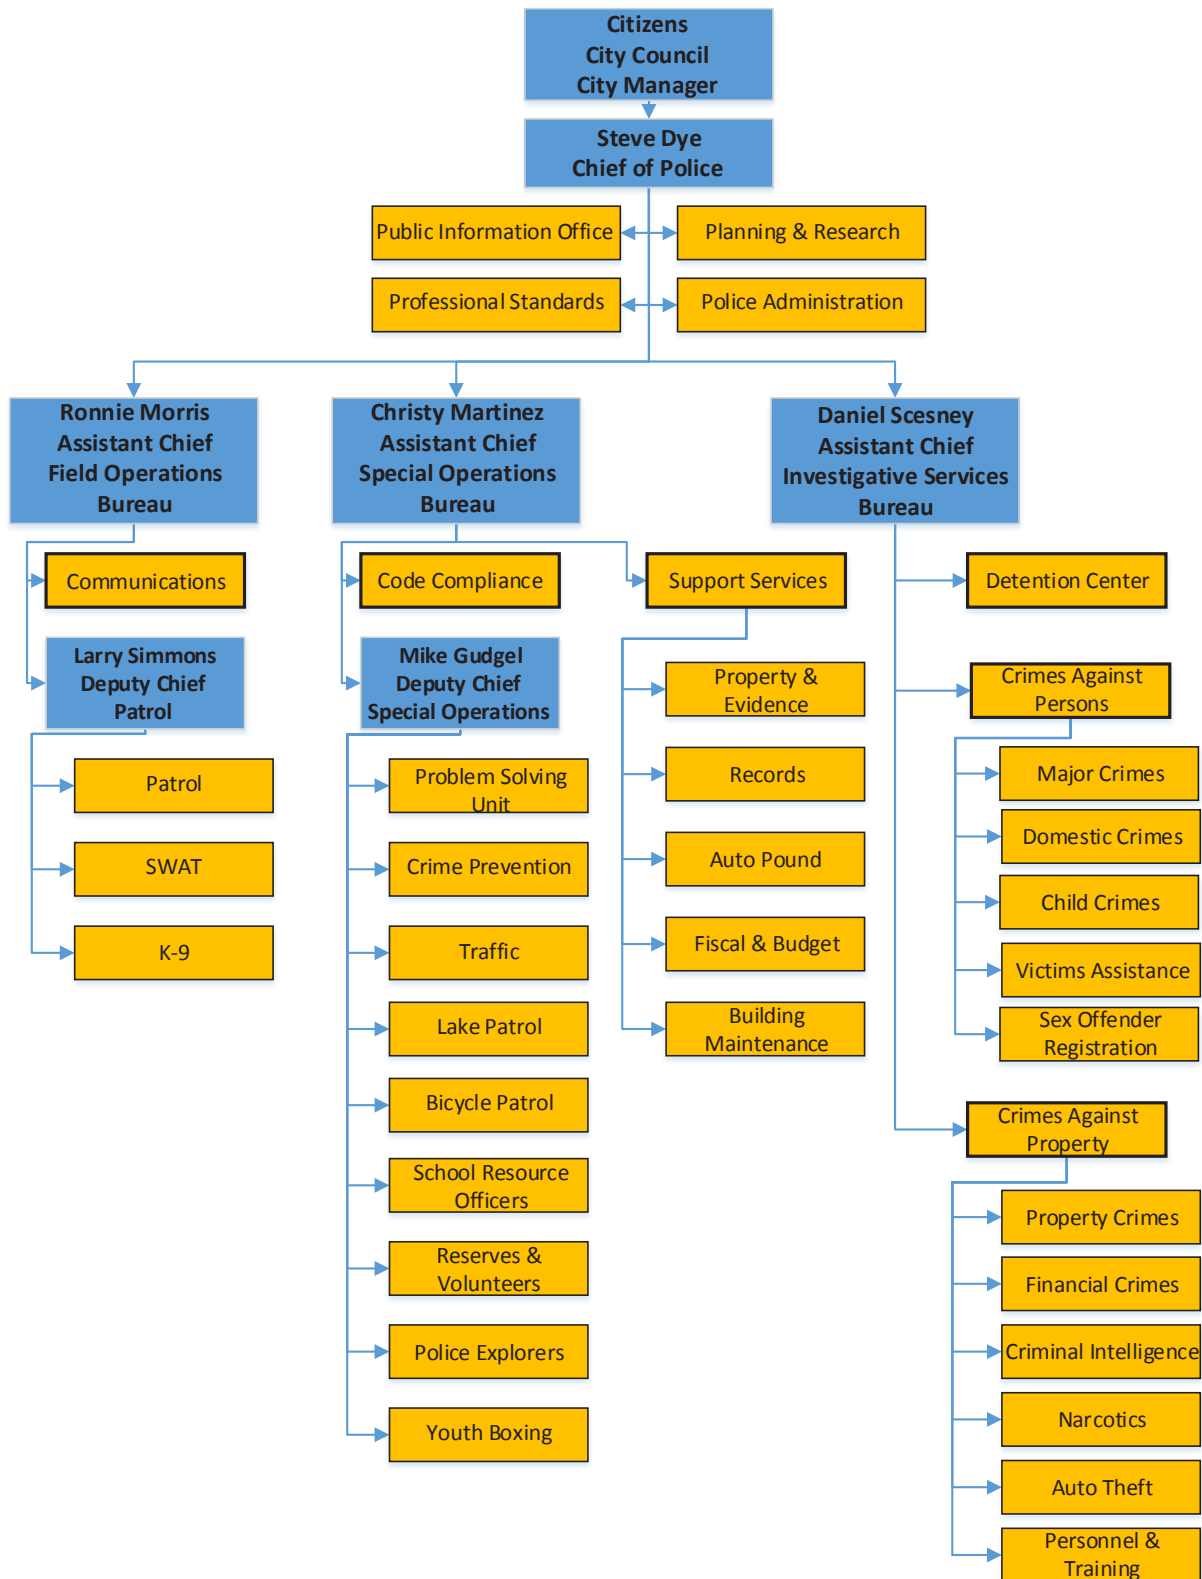 Citizens
City Council
City Manager
Steve Dye
Chief of Police
Public Information Office
Planning & Research
Professional Standards
Police Administration
Ronnie Morris
Assistant Chief
Field Operations
Bureau
Christy Martinez
Assistant Chief
Special Operations
Bureau
Daniel Scesney
Assistant Chief
Investigative Services
Bureau
Communications
Larry Simmons
Deputy Chief
Patrol
Patrol
SWAT
K-9
Code Compliance
Mike Gudgel
Deputy Chief
Special Operations
Problem Solving
Unit
Crime Prevention
Traffic
Lake Patrol
Bicycle Patrol
School Resource
Officers
Reserves &
Volunteers
Police Explorers
Youth Boxing
Support Services
Property &
Evidence
Records
Auto Pound
Fiscal & Budget
Building
Maintenance
Detention Center
Crimes Against
Persons
Major Crimes
Domestic Crimes
Child Crimes
Victims Assistance
Sex Offender
Registration
Crimes Against
Property
Property Crimes
Financial Crimes
Criminal Intelligence
Narcotics
Auto Theft
Personnel &
Training